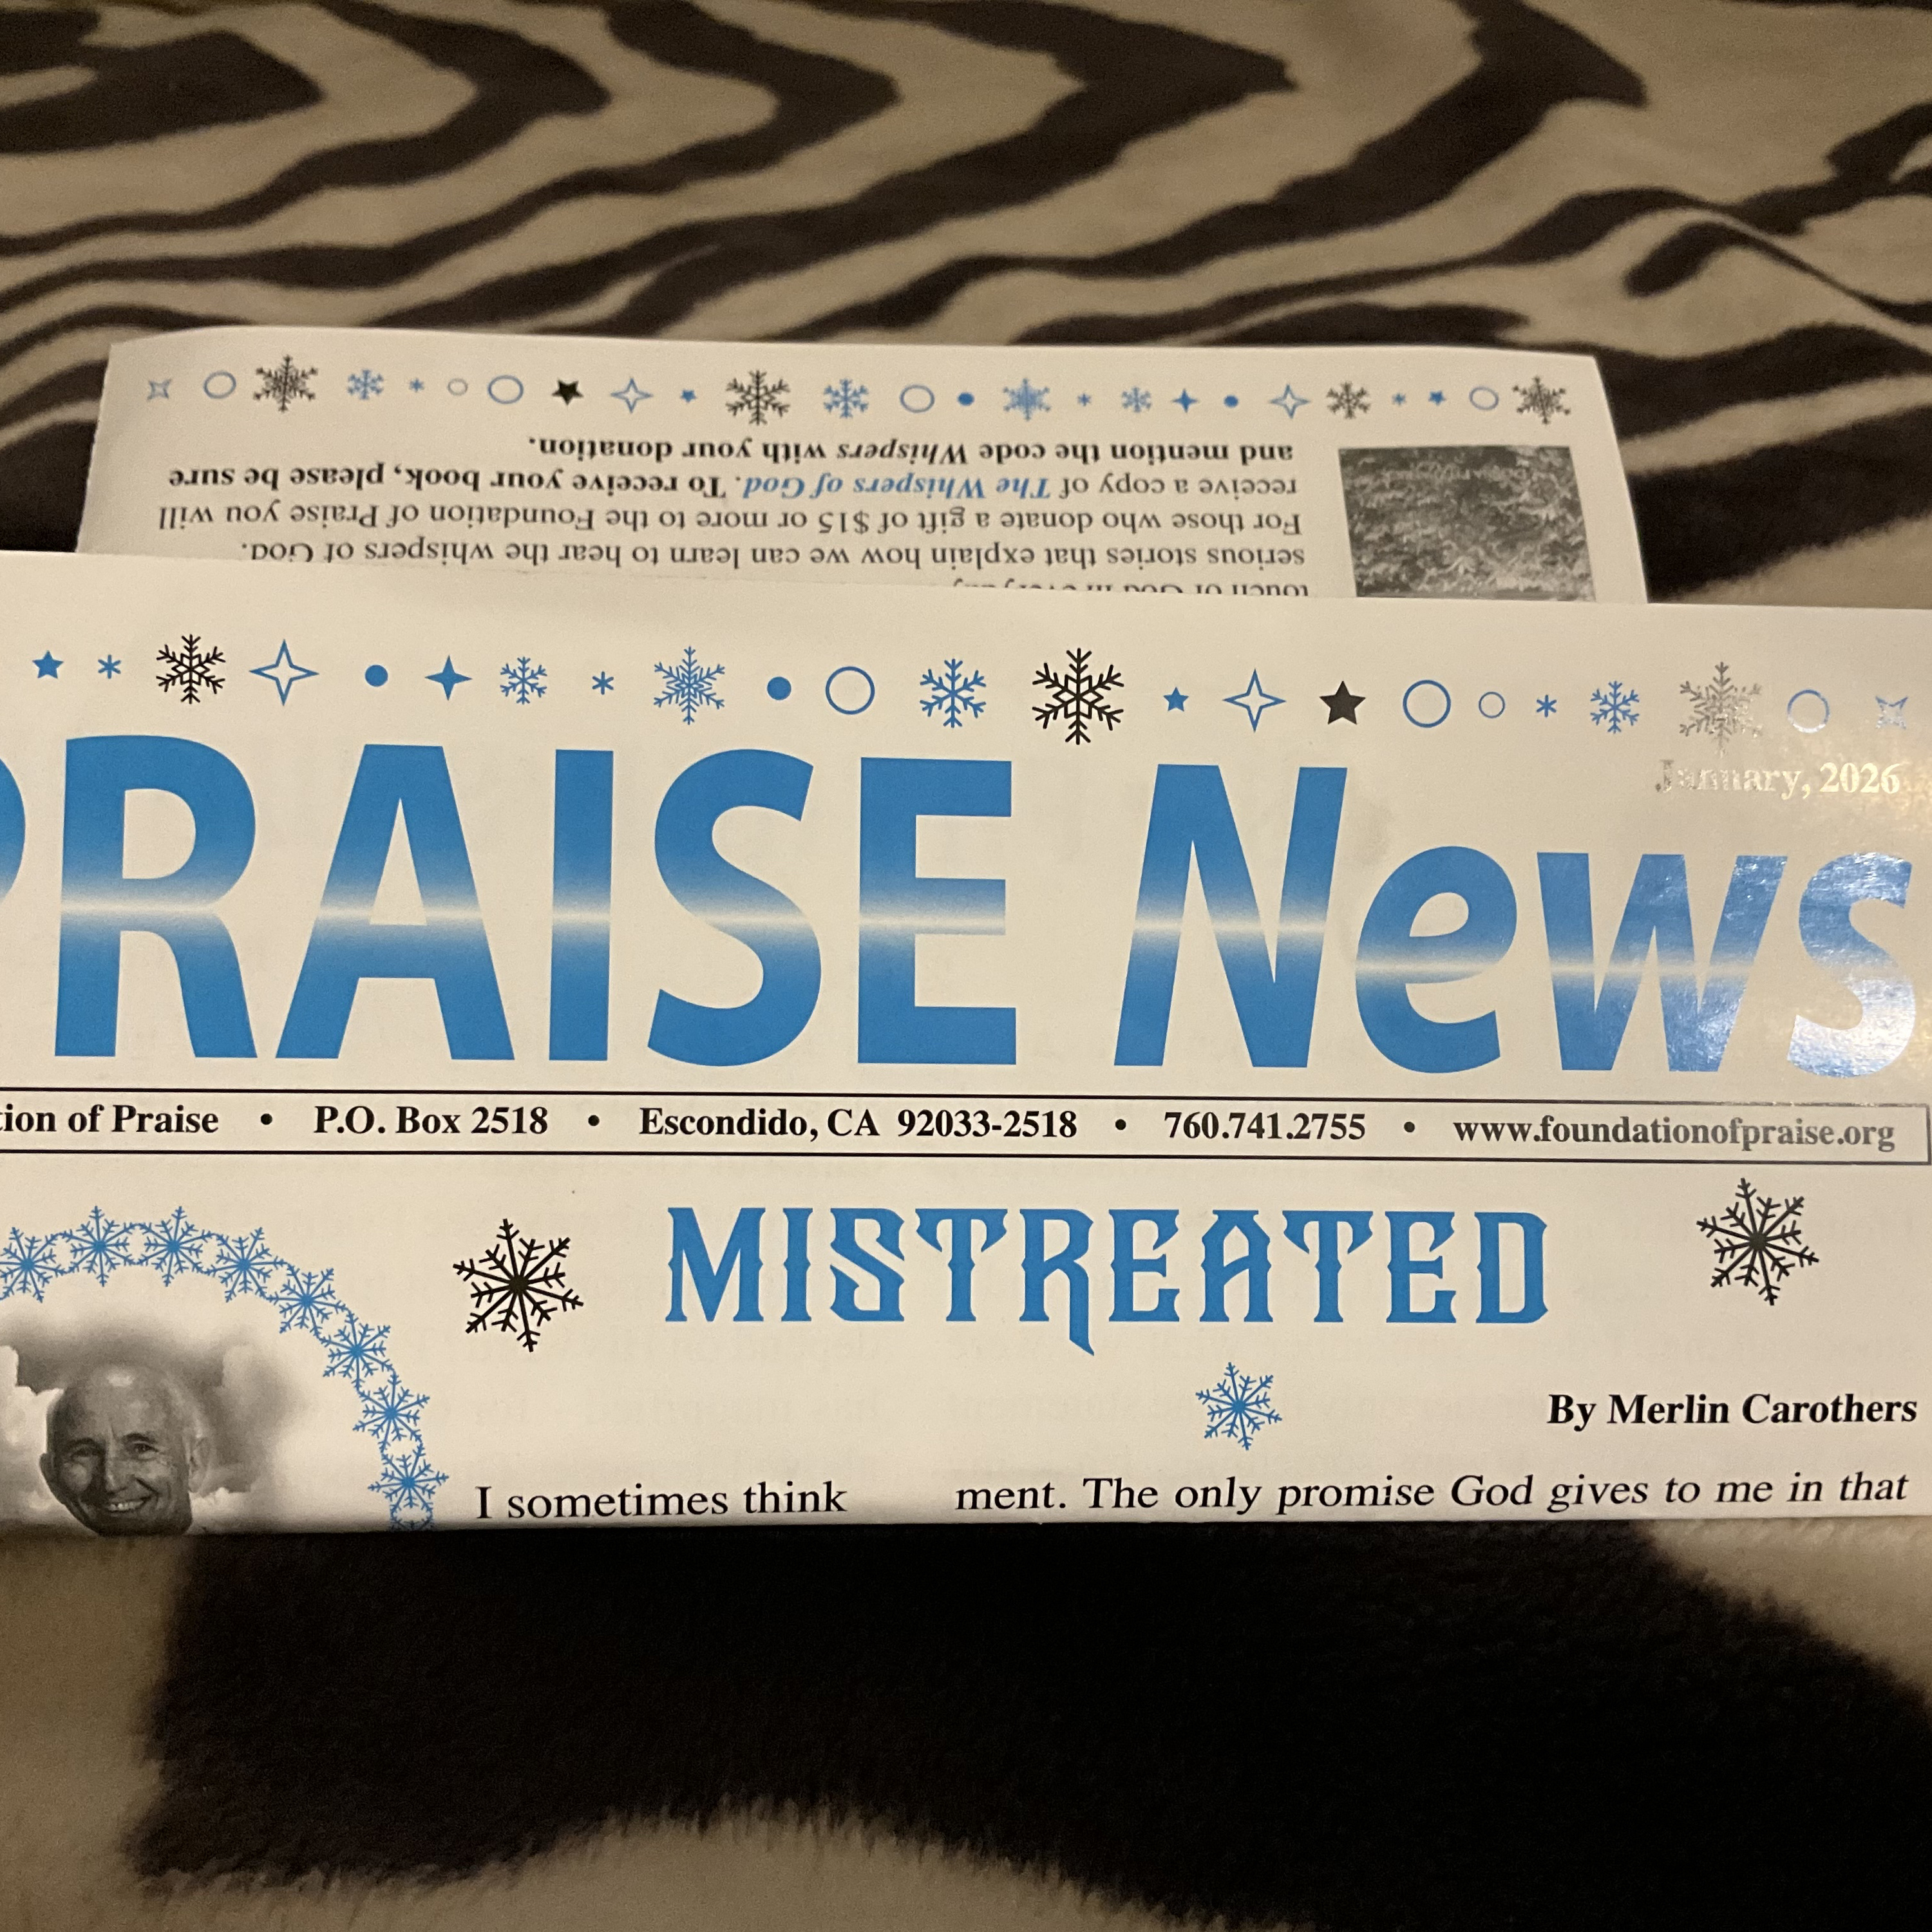 and mention the code Whispers with your donation.
receive a copy of The Whispers of God. To receive your book, please be sure
For those who donate a gift of $15 or more to the Foundation of Praise you will
serious stories that explain how we can learn to hear the whispers of God.
touch of God in
January, 2026
PRAISE News
tion of Praise • P.O. Box 2518 • Escondido, CA 92033-2518 • 760.741.2755 • www.foundationofpraise.org
MISTREATED
By Merlin Carothers
I sometimes think
ment. The only promise God gives to me in that